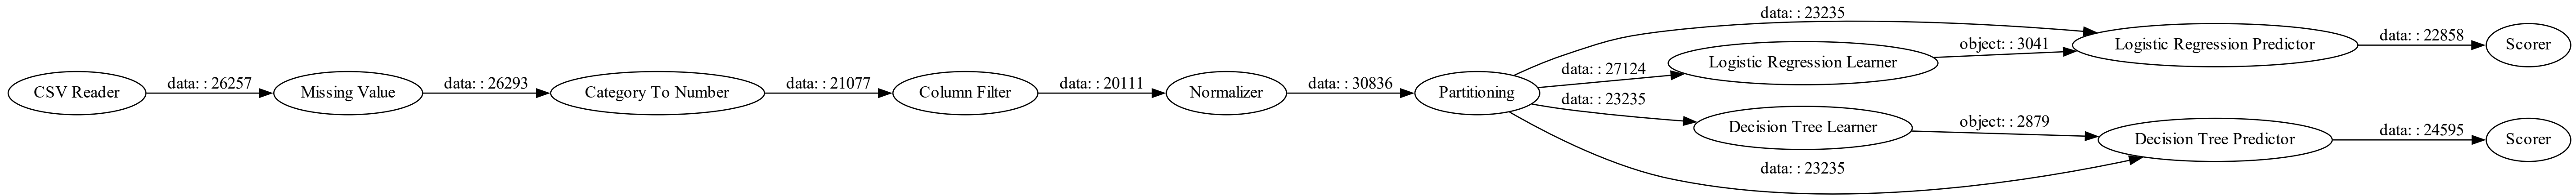 CSV Reader
data: : 26257
Missing Value
data: : 26293
Category To Number
data: : 21077
Column Filter
data: : 20111
Normalizer
data: : 30836
Partitioning
data: : 23235
data: : 27124
Logistic Regression Learner
object: : 3041
Logistic Regression Predictor
data: : 22858
Scorer
data: : 23235
Decision Tree Learner
object: : 2879
Decision Tree Predictor
data: : 24595
Scorer
data: : 23235